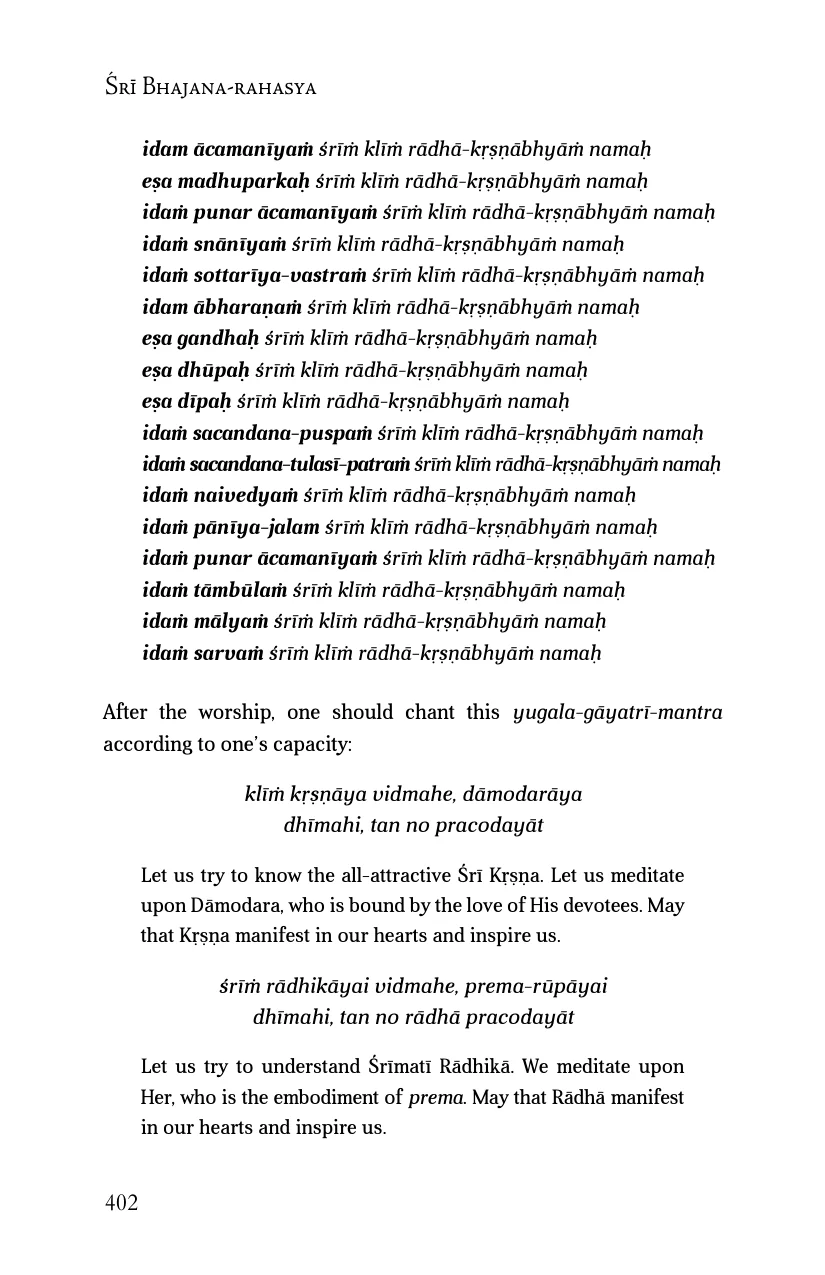 Śrī Bhajana-rahasya
idam ācamanīyaṁ śrīṁ klīṁ rādhā-kṛṣṇābhyāṁ namaḥ
eṣa madhuparkaḥ śrīṁ klīṁ rādhā-kṛṣṇābhyāṁ namaḥ
idaṁ punar ācamanīyaṁ śrīṁ klīṁ rādhā-kṛṣṇābhyāṁ namaḥ
idaṁ snānīyaṁ śrīṁ klīṁ rādhā-kṛṣṇābhyāṁ namaḥ
idaṁ sottarīya-vastraṁ śrīṁ klīṁ rādhā-kṛṣṇābhyāṁ namaḥ
idam ābharaṇaṁ śrīṁ klīṁ rādhā-kṛṣṇābhyāṁ namaḥ
eṣa gandhaḥ śrīṁ klīṁ rādhā-kṛṣṇābhyāṁ namaḥ
eṣa dhūpaḥ śrīṁ klīṁ rādhā-kṛṣṇābhyāṁ namaḥ
eṣa dīpaḥ śrīṁ klīṁ rādhā-kṛṣṇābhyāṁ namaḥ
idaṁ sacandana-puspaṁ śrīṁ klīṁ rādhā-kṛṣṇābhyāṁ namaḥ
idaṁ sacandana-tulasī-patraṁ śrīṁ klīṁ rādhā-kṛṣṇābhyāṁ namaḥ
idaṁ naivedyaṁ śrīṁ klīṁ rādhā-kṛṣṇābhyāṁ namaḥ
idaṁ pānīya-jalam śrīṁ klīṁ rādhā-kṛṣṇābhyāṁ namaḥ
idaṁ punar ācamanīyaṁ śrīṁ klīṁ rādhā-kṛṣṇābhyāṁ namaḥ
idaṁ tāmbūlaṁ śrīṁ klīṁ rādhā-kṛṣṇābhyāṁ namaḥ
idaṁ mālyaṁ śrīṁ klīṁ rādhā-kṛṣṇābhyāṁ namaḥ
idaṁ sarvaṁ śrīṁ klīṁ rādhā-kṛṣṇābhyāṁ namaḥ
After the worship, one should chant this yugala-gāyatrī-mantra
according to one’s capacity:
klīṁ kṛṣṇāya vidmahe, dāmodarāya
dhīmahi, tan no pracodayāt
Let us try to know the all-attractive Śrī Kṛṣṇa. Let us meditate
upon Dāmodara, who is bound by the love of His devotees. May
that Kṛṣṇa manifest in our hearts and inspire us.
śrīṁ rādhikāyai vidmahe, prema-rūpāyai
dhīmahi, tan no rādhā pracodayāt
Let us try to understand Śrīmatī Rādhikā. We meditate upon
Her, who is the embodiment of prema. May that Rādhā manifest
in our hearts and inspire us.
402